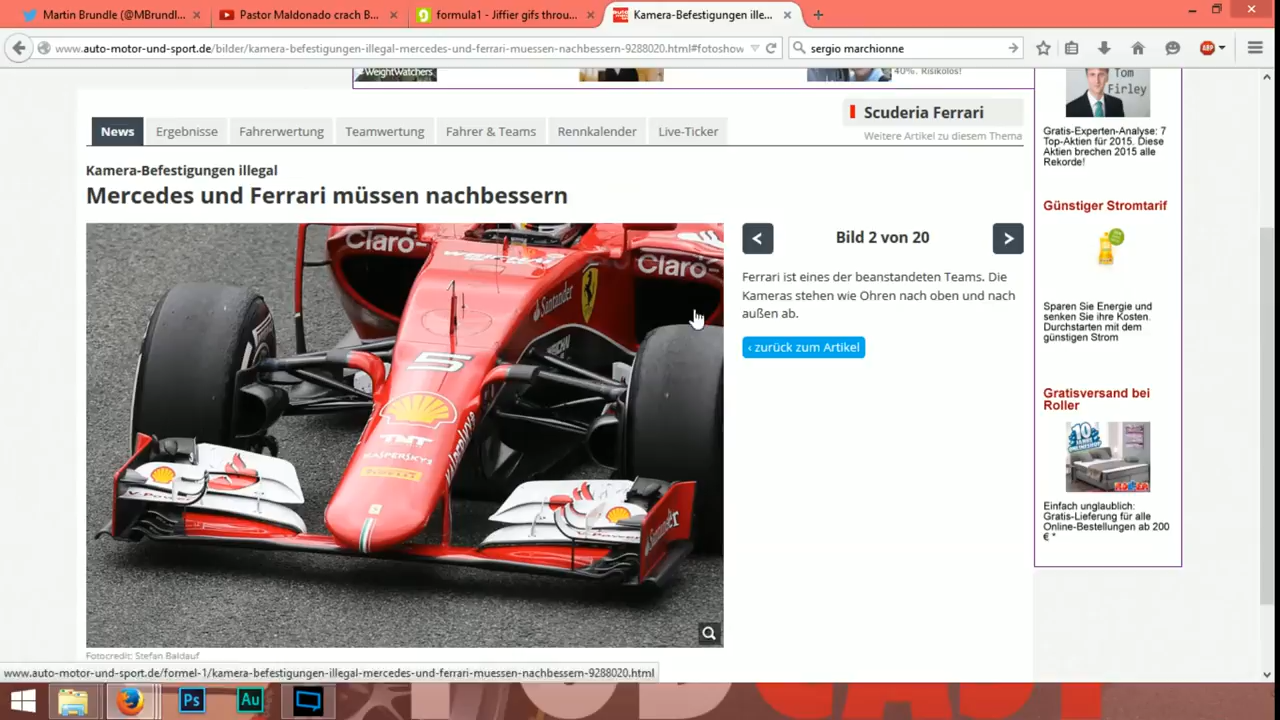 Martin Brundle (@MBrundl...
Pastor Maldonado crach B...
formula1 - Jiffier gifs throu...
Kamera-Befestigungen ille...
www.auto-motor-und-sport.de/bilder/kamera-befestigungen-illegal-mercedes-und-ferrari-muessen-nachbessern-9288020.html#fotoshow
sergio marchionne
ABP
WeightWatchers
40%. Risikolos!
Scuderia Ferrari
Weitere Artikel zu diesem Thema
News
Ergebnisse
Fahrerwertung
Teamwertung
Fahrer & Teams
Rennkalender
Live-Ticker
Kamera-Befestigungen illegal
Mercedes und Ferrari müssen nachbessern
Claro-
Claro-
Santander
WEICHAI
5
TNT
KASPERSKY
PIRELLI
V-Power
Santander
Bild 2 von 20
Ferrari ist eines der beanstandeten Teams. Die
Kameras stehen wie Ohren nach oben und nach
außen ab.
‹ zurück zum Artikel
Fotocredit: Stefan Baldauf
Tom
Firley
Gratis-Experten-Analyse: 7
Top-Aktien für 2015. Diese
Aktien brechen 2015 alle
Rekorde!
Günstiger Stromtarif
Sparen Sie Energie und
senken Sie ihre Kosten.
Durchstarten mit dem
günstigen Strom
Gratisversand bei
Roller
10
Einfach unglaublich:
Gratis-Lieferung für alle
Online-Bestellungen ab 200
€ *
www.auto-motor-und-sport.de/formel-1/kamera-befestigungen-illegal-mercedes-und-ferrari-muessen-nachbessern-9288020.html
Ps
Au
PODCAST